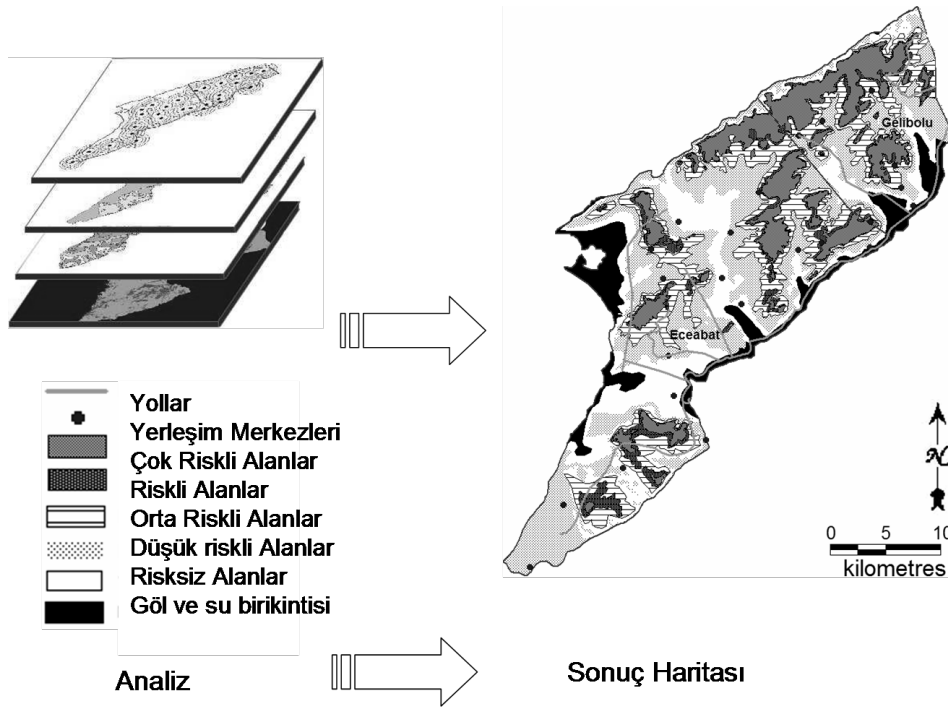 Yollar
Yerleşim Merkezleri
Çok Riskli Alanlar
Riskli Alanlar
Orta Riskli Alanlar
Düşük riskli Alanlar
Risksiz Alanlar
Göl ve su birikintisi
Analiz
Gelibolu
Eceabat
N
0 5 10
kilometres
Sonuç Haritası